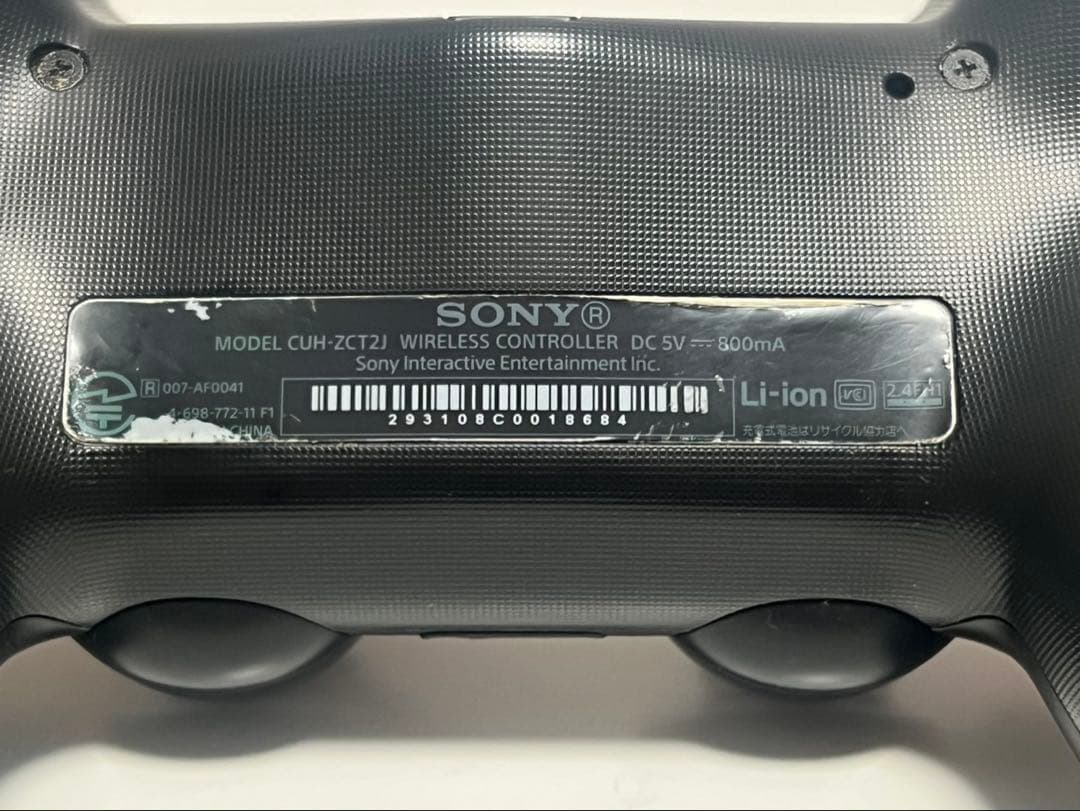 SONY®
MODEL CUH-ZCT2J WIRELESS CONTROLLER DC 5V ⎓ 800mA
Sony Interactive Entertainment Inc.
R 007-AF0041
4-698-772-11 F1
CHINA
293108C0018684
Li-ion VCCI
充電式電池はリサイクル協力店へ